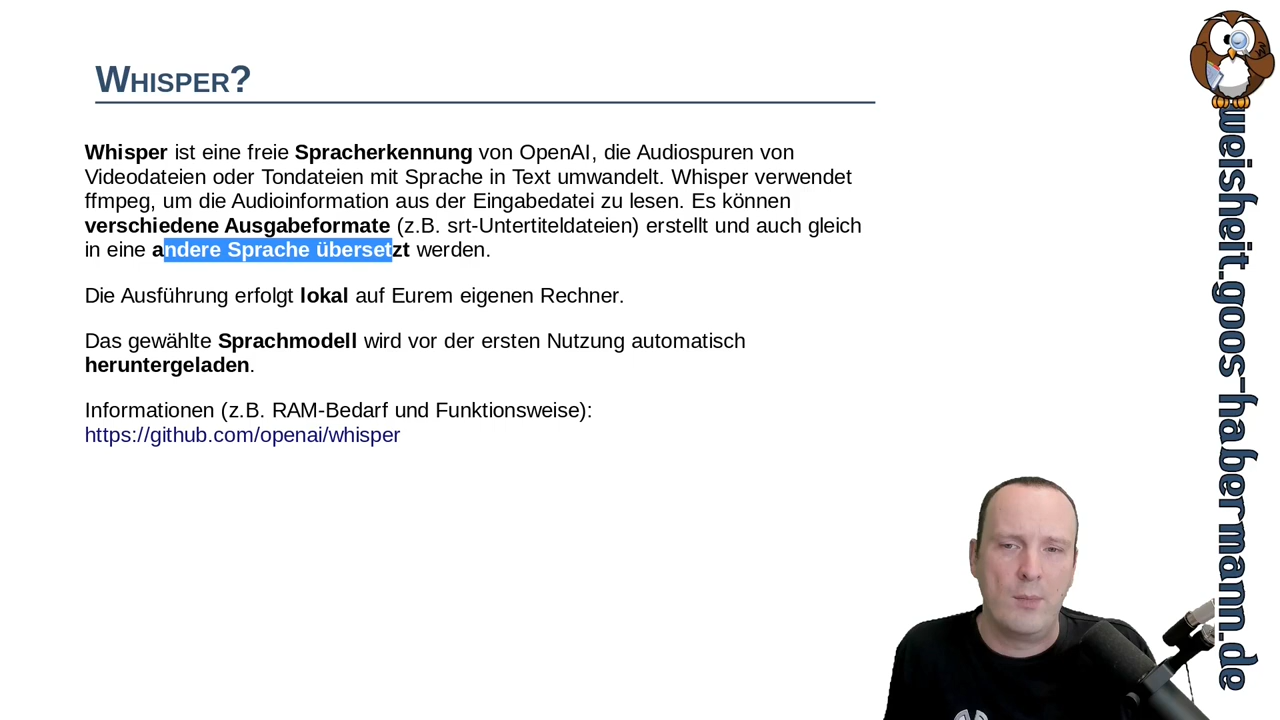 Whisper?
Whisper ist eine freie Spracherkennung von OpenAI, die Audiospuren von
Videodateien oder Tondateien mit Sprache in Text umwandelt. Whisper verwendet
ffmpeg, um die Audioinformation aus der Eingabedatei zu lesen. Es können
verschiedene Ausgabeformate (z.B. srt-Untertiteldateien) erstellt und auch gleich
in eine andere Sprache übersetzt werden.
Die Ausführung erfolgt lokal auf Eurem eigenen Rechner.
Das gewählte Sprachmodell wird vor der ersten Nutzung automatisch
heruntergeladen.
Informationen (z.B. RAM-Bedarf und Funktionsweise):
https://github.com/openai/whisper
weisheit.goos-habermann.de